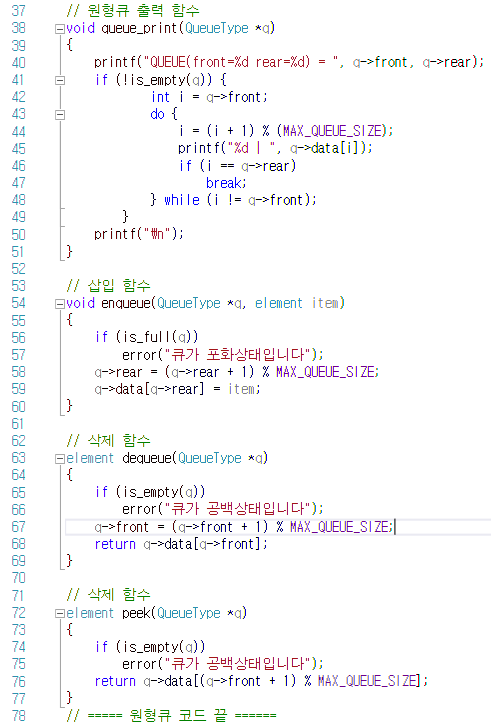 37 // 원형큐 출력 함수
38 void queue_print(QueueType *q)
39 {
40 printf("QUEUE(front=%d rear=%d) = ", q->front, q->rear);
41 if (!is_empty(q)) {
42 int i = q->front;
43 do {
44 i = (i + 1) % (MAX_QUEUE_SIZE);
45 printf("%d | ", q->data[i]);
46 if (i == q->rear)
47 break;
48 } while (i != q->front);
49 }
50 printf("₩n");
51 }
52
53 // 삽입 함수
54 void enqueue(QueueType *q, element item)
55 {
56 if (is_full(q))
57 error("큐가 포화상태입니다");
58 q->rear = (q->rear + 1) % MAX_QUEUE_SIZE;
59 q->data[q->rear] = item;
60 }
61
62 // 삭제 함수
63 element dequeue(QueueType *q)
64 {
65 if (is_empty(q))
66 error("큐가 공백상태입니다");
67 q->front = (q->front + 1) % MAX_QUEUE_SIZE;
68 return q->data[q->front];
69 }
70
71 // 삭제 함수
72 element peek(QueueType *q)
73 {
74 if (is_empty(q))
75 error("큐가 공백상태입니다");
76 return q->data[(q->front + 1) % MAX_QUEUE_SIZE];
77 }
78 // ===== 원형큐 코드 끝 ======